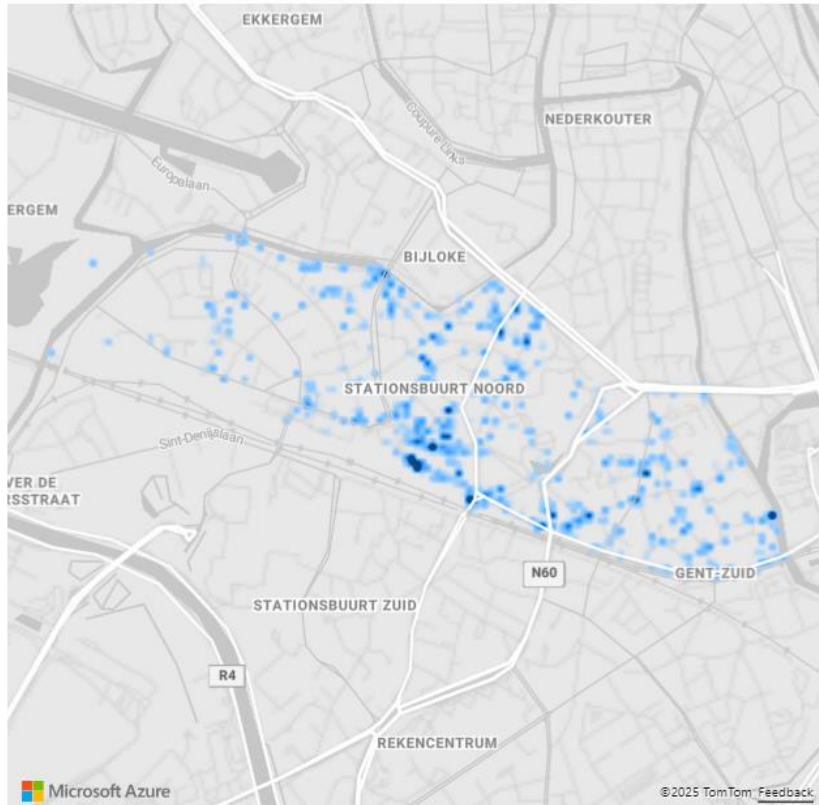 EKKERGEM
NEDERKOUTER
Coupure Links
Europalaan
ERGEM
BIJLOKE
STATIONSBUURT NOORD
Sint-Denijslaan
VER DE
RSSTRAAT
N60
GENT-ZUID
STATIONSBUURT ZUID
R4
REKENCENTRUM
Microsoft Azure
©2025 TomTom Feedback